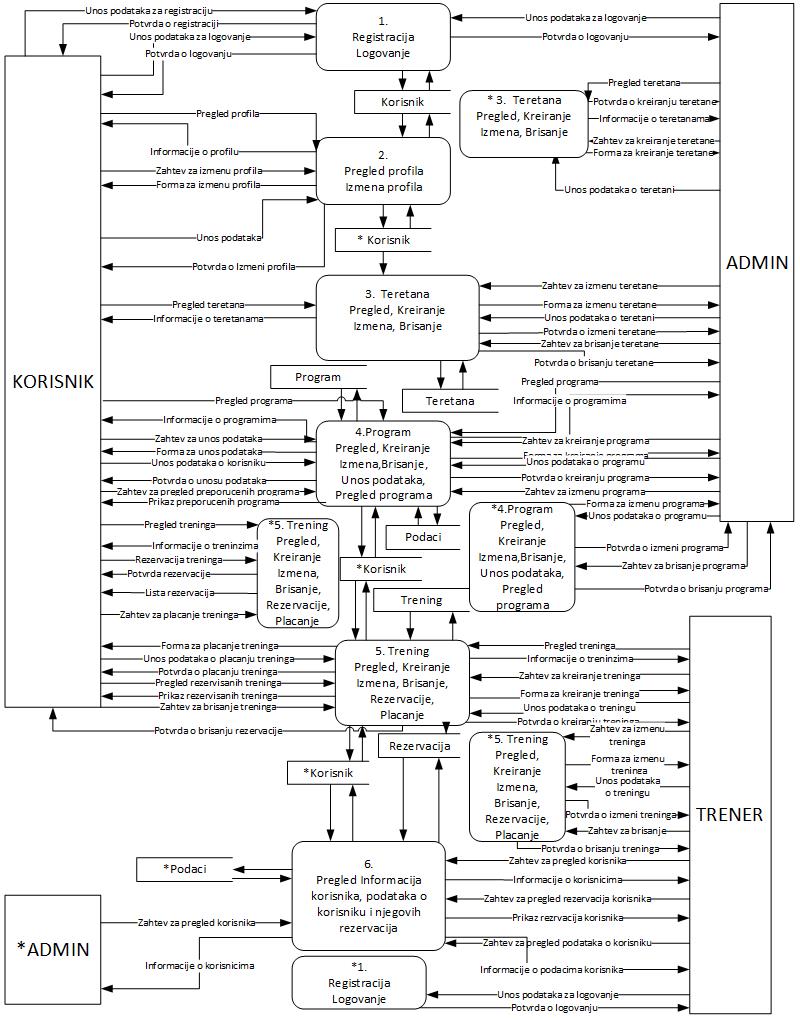 Unos podataka za registraciju
Potvrda o registraciji
Unos podataka za logovanje
Potvrda o logovanju
1.
Registracija
Logovanje
Unos podataka za logovanje
Potvrda o logovanju
Korisnik
* 3. Teretana
Pregled, Kreiranje
Izmena, Brisanje
Pregled teretana
Potvrda o kreiranju teretane
Informacije o teretanama
Zahtev za kreiranje teretane
Forma za kreiranje teretane
Unos podataka o teretani
Pregled profila
Informacije o profilu
Zahtev za izmenu profila
Forma za izmenu profila
Unos podataka
Potvrda o Izmeni profila
2.
Pregled profila
Izmena profila
* Korisnik
ADMIN
3. Teretana
Pregled, Kreiranje
Izmena, Brisanje
Pregled teretana
Informacije o teretanama
Zahtev za izmenu teretane
Forma za izmenu teretane
Unos podataka o teretani
Potvrda o izmeni teretane
Zahtev za brisanje teretane
Potvrda o brisanju teretane
KORISNIK
Program
Teretana
Pregled programa
Informacije o programima
Pregled programa
Informacije o programima
Zahtev za unos podataka
Forma za unos podataka
Unos podataka o korisniku
Potvrda o unosu podataka
Zahtev za pregled preporucenih programa
Prikaz preporucenih programa
4.Program
Pregled, Kreiranje
Izmena,Brisanje,
Unos podataka,
Pregled programa
Zahtev za kreiranje programa
Forma za kreiranje programa
Unos podataka o programu
Potvrda o kreiranju programa
Zahtev za izmenu programa
Forma za izmenu programa
Unos podataka o programu
Potvrda o izmeni programa
Zahtev za brisanje programa
Potvrda o brisanju programa
*4.Program
Pregled,
Kreiranje
Izmena,Brisanje,
Unos podataka,
Pregled
programa
Podaci
*Korisnik
Trening
Pregled treninga
Informacije o treninzima
Rezervacija treninga
Potvrda rezervacije
Lista rezervacija
Zahtev za placanje treninga
*5. Trening
Pregled,
Kreiranje
Izmena,
Brisanje,
Rezervacije,
Placanje
Forma za placanje treninga
Unos podataka o placanju treninga
Potvrda o placanju treninga
Pregled rezervisanih treninga
Prikaz rezervisanih treninga
Zahtev za brisanje treninga
Potvrda o brisanju rezervacije
5. Trening
Pregled, Kreiranje
Izmena, Brisanje,
Rezervacije,
Placanje
Pregled treninga
Informacije o treninzima
Zahtev za kreiranje treninga
Forma za kreiranje treninga
Unos podataka o treningu
Potvrda o kreiranju treninga
Zahtev za izmenu
treninga
Forma za izmenu
treninga
Unos podataka
o treningu
Potvrda o izmeni treninga
Zahtev za brisanje
Potvrda o brisanju treninga
*5. Trening
Pregled,
Kreiranje
Izmena,
Brisanje,
Rezervacije,
Placanje
TRENER
Rezervacija
*Korisnik
*Podaci
6.
Pregled Informacija
korisnika, podataka o
korisniku i njegovih
rezervacija
Zahtev za pregled korisnika
Informacije o korisnicima
Zahtev za pregled rezervacija korisnika
Prikaz rezrvacija korisnika
Zahtev za pregled podataka o korisniku
Informacije o podacima korisnika
*ADMIN
Zahtev za pregled korisnika
Informacije o korisnicima
*1.
Registracija
Logovanje
Unos podataka za logovanje
Potvrda o logovanju